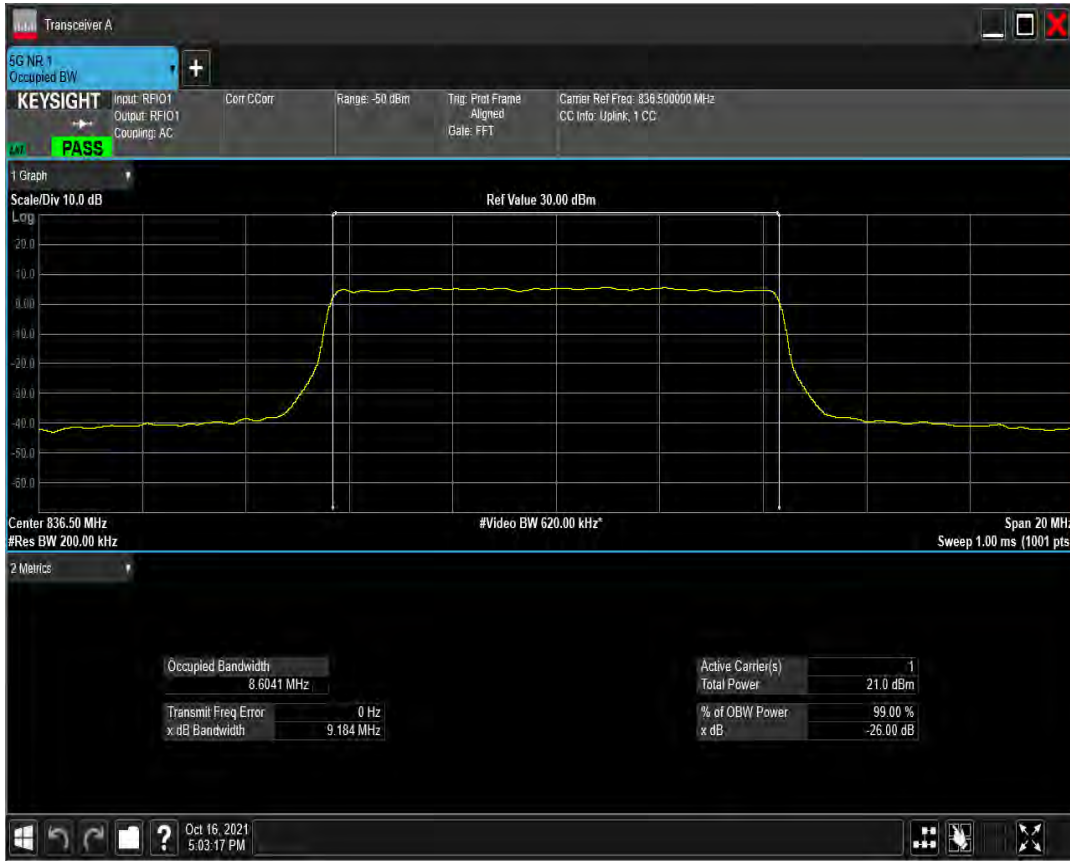 Transceiver A
5G NR 1
Occupied BW
+
KEYSIGHT
Input: RFIO1
Output: RFIO1
Coupling: AC
Corr CCorr
Range: -50 dBm
Trig: Prot Frame
Aligned
Gate: FFT
Carrier Ref Freq: 836.500000 MHz
CC Info: Uplink, 1 CC
PASS
1 Graph
Scale/Div 10.0 dB
Ref Value 30.00 dBm
Log
20.0
10.0
0.00
-10.0
-20.0
-30.0
-40.0
-50.0
-60.0
Center 836.50 MHz
#Video BW 620.00 kHz*
Span 20 MHz
#Res BW 200.00 kHz
Sweep 1.00 ms (1001 pts
2 Metrics
Occupied Bandwidth
8.6041 MHz
Transmit Freq Error 0 Hz
x dB Bandwidth 9.184 MHz
Active Carrier(s) 1
Total Power 21.0 dBm
% of OBW Power 99.00 %
x dB -26.00 dB
?
Oct 16, 2021
5:03:17 PM